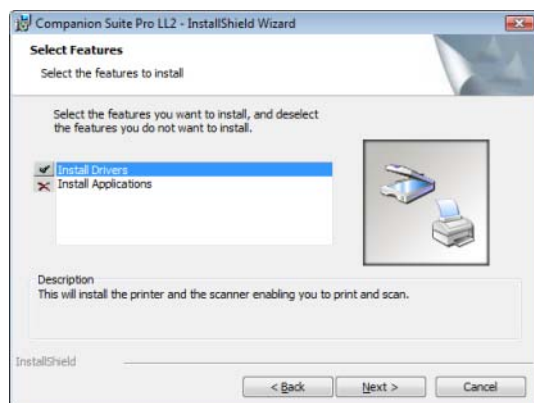 Companion Suite Pro LL2 - InstallShield Wizard
Select Features
Select the features to install
Select the features you want to install, and deselect
the features you do not want to install.
Install Drivers
Install Applications
Description
This will install the printer and the scanner enabling you to print and scan.
InstallShield
< Back
Next >
Cancel